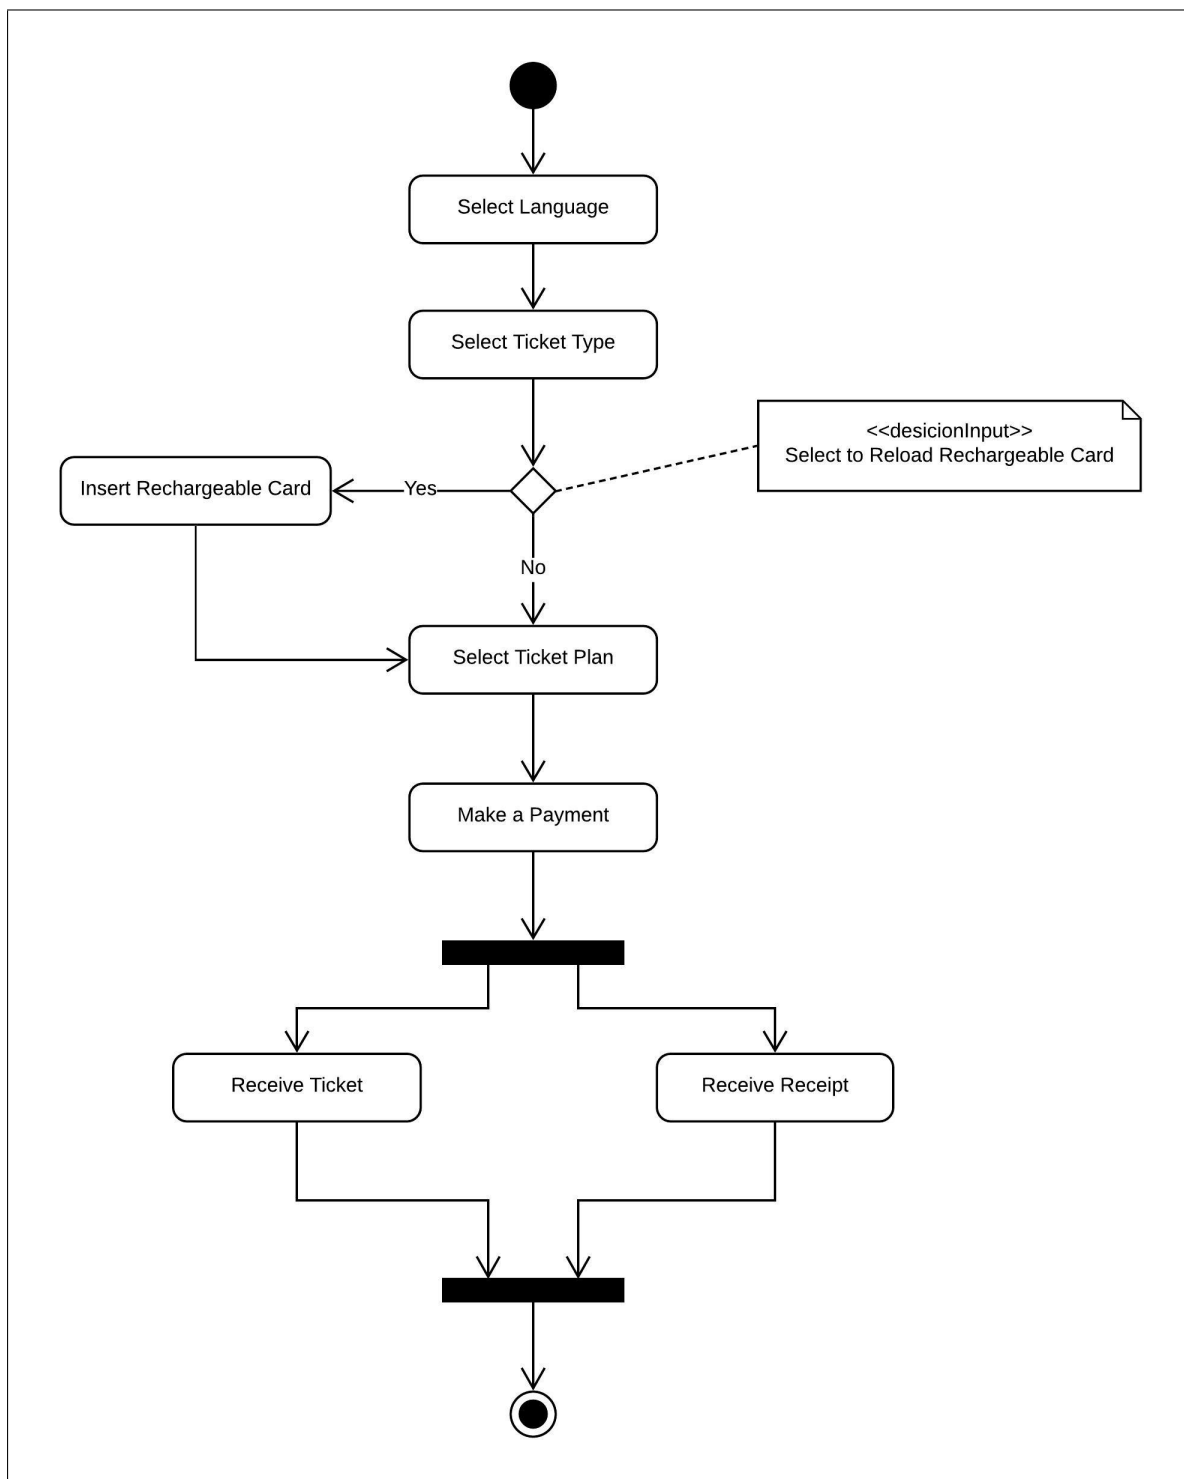 Select Language
Select Ticket Type
<<desicionInput>>
Select to Reload Rechargeable Card
Insert Rechargeable Card
Yes
No
Select Ticket Plan
Make a Payment
Receive Ticket
Receive Receipt